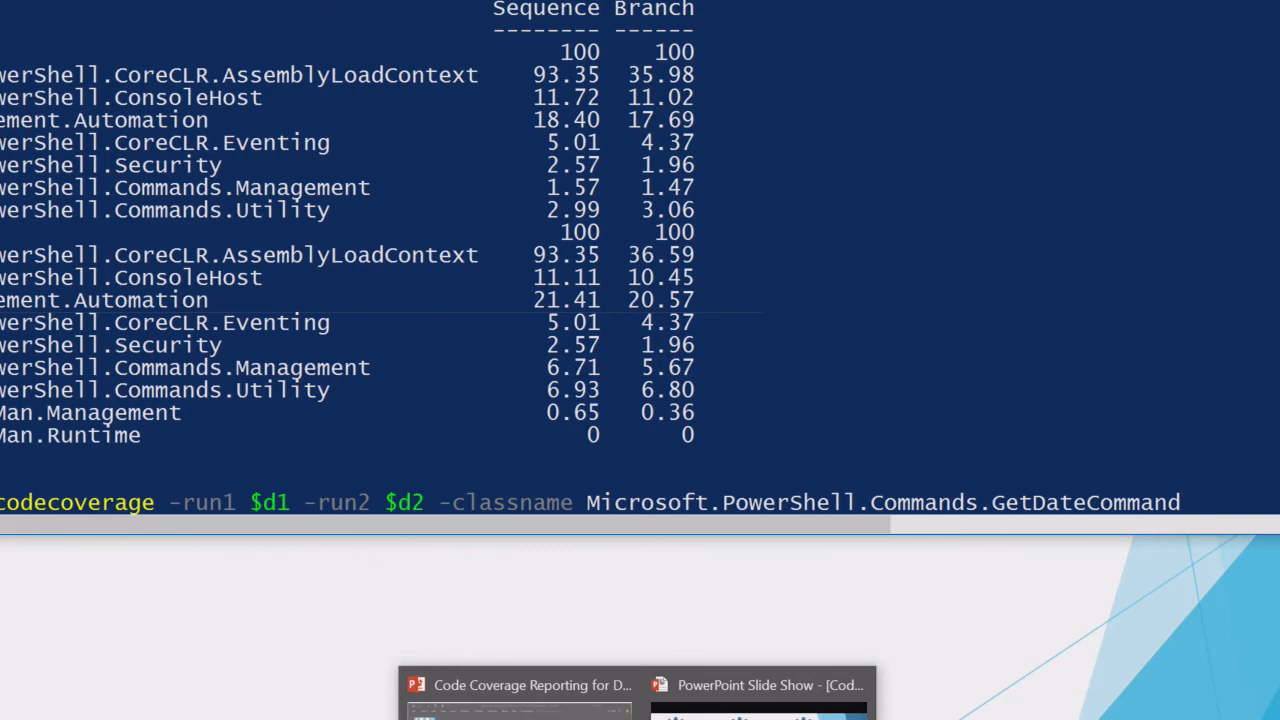 Sequence Branch
-------- ------
100 100
werShell.CoreCLR.AssemblyLoadContext 93.35 35.98
werShell.ConsoleHost 11.72 11.02
ement.Automation 18.40 17.69
werShell.CoreCLR.Eventing 5.01 4.37
werShell.Security 2.57 1.96
werShell.Commands.Management 1.57 1.47
werShell.Commands.Utility 2.99 3.06
100 100
werShell.CoreCLR.AssemblyLoadContext 93.35 36.59
werShell.ConsoleHost 11.11 10.45
ement.Automation 21.41 20.57
werShell.CoreCLR.Eventing 5.01 4.37
werShell.Security 2.57 1.96
werShell.Commands.Management 6.71 5.67
werShell.Commands.Utility 6.93 6.80
Man.Management 0.65 0.36
Man.Runtime 0 0
codecoverage -run1 $d1 -run2 $d2 -classname Microsoft.PowerShell.Commands.GetDateCommand
Code Coverage Reporting for D...
PowerPoint Slide Show - [Cod...